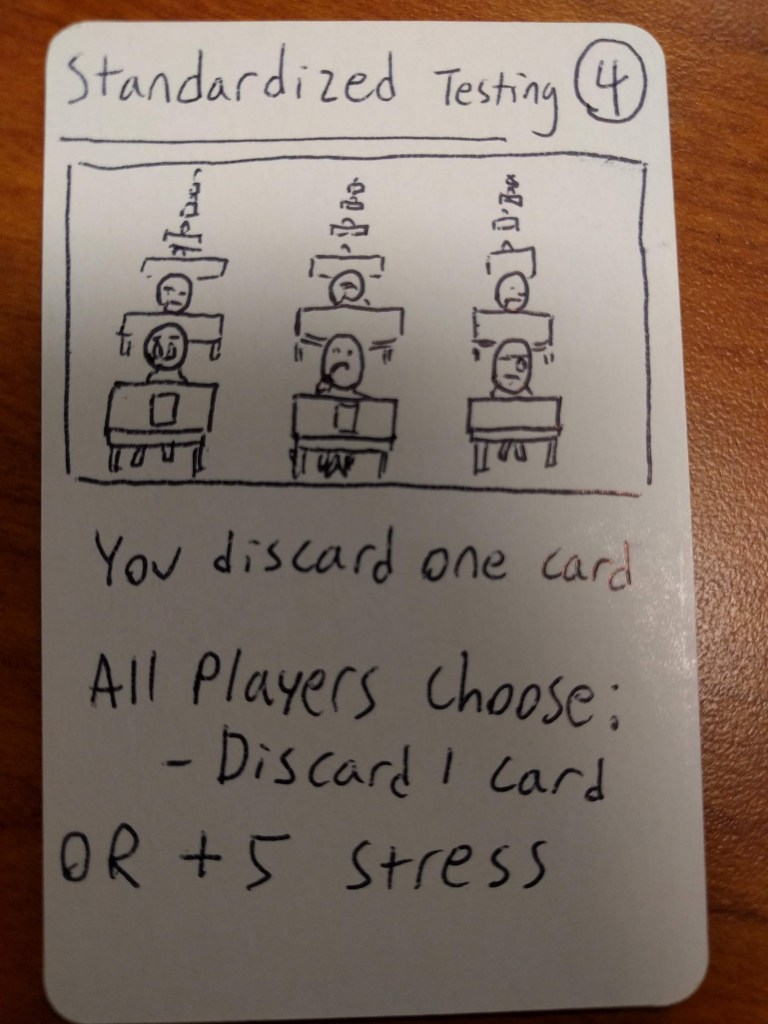 Standardized Testing 4
You discard one card
All Players Choose:
- Discard 1 card
OR + 5 stress